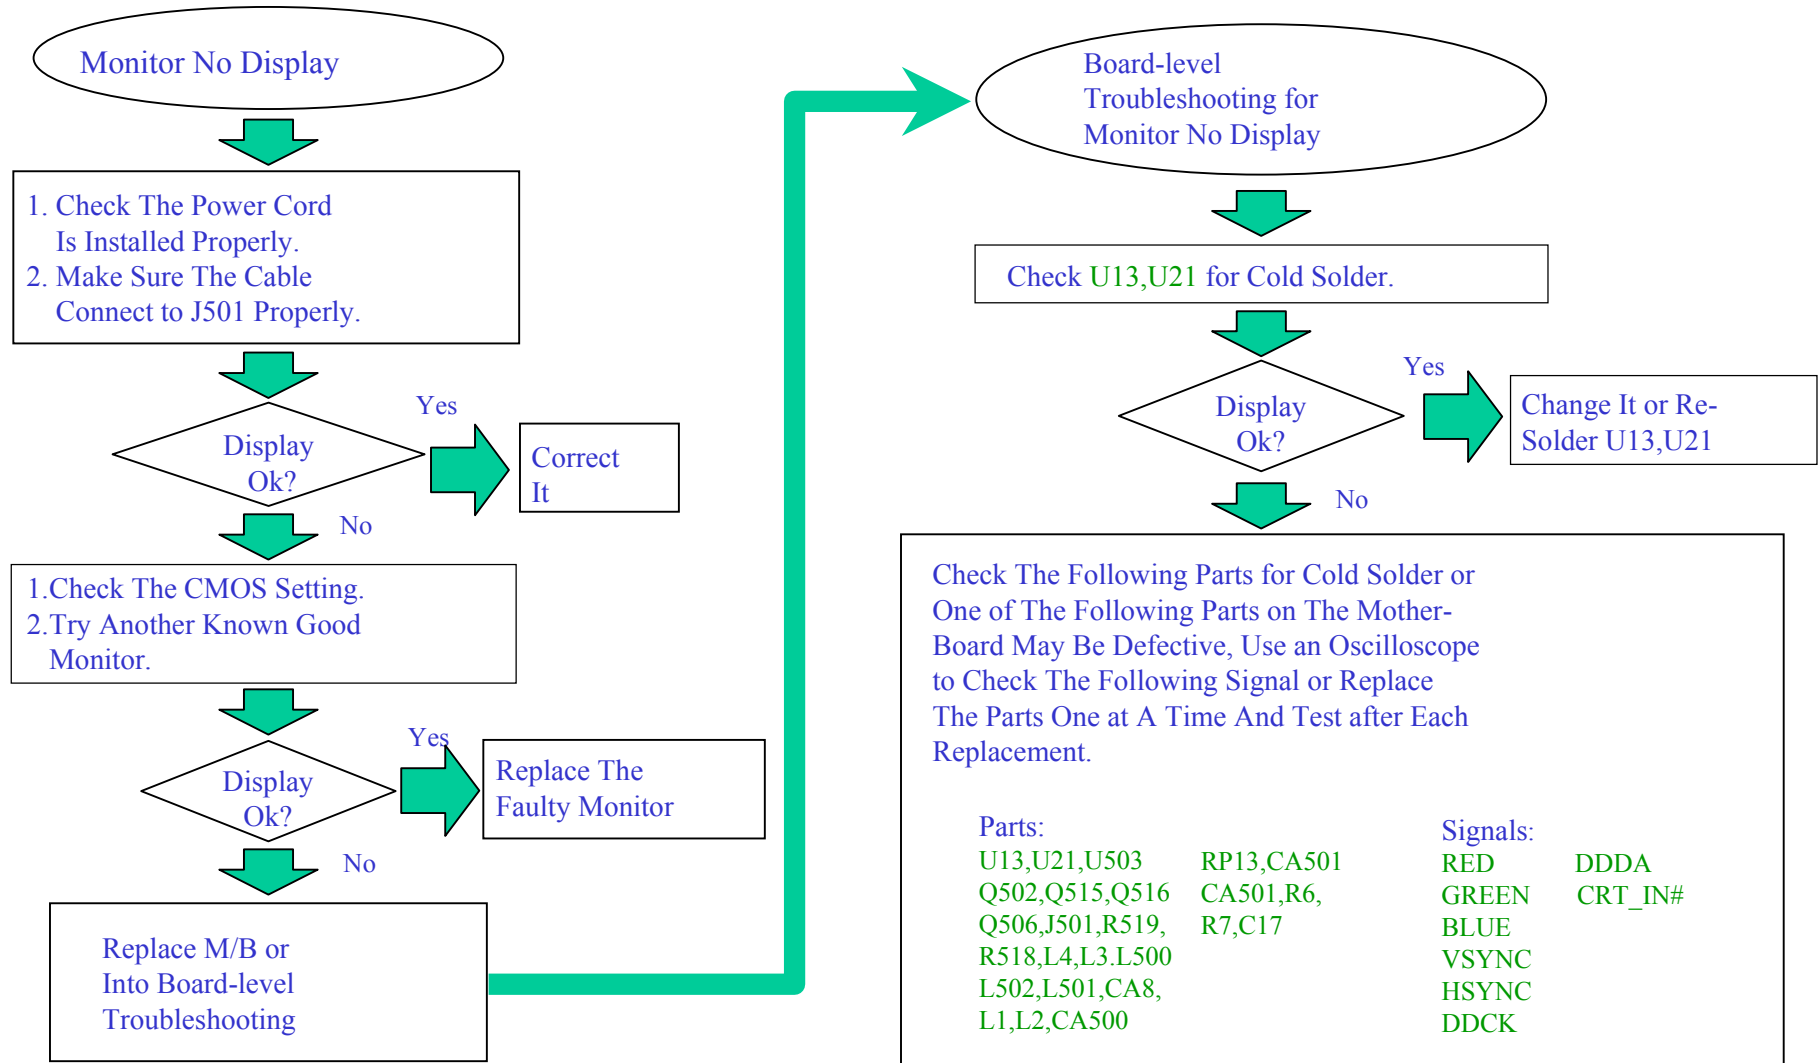 Monitor No Display
1. Check The Power Cord
Is Installed Properly.
2. Make Sure The Cable
Connect to J501 Properly.
Display
Ok?
Yes
Correct
It
No
1.Check The CMOS Setting.
2.Try Another Known Good
Monitor.
Display
Ok?
Yes
Replace The
Faulty Monitor
No
Replace M/B or
Into Board-level
Troubleshooting
Board-level
Troubleshooting for
Monitor No Display
Check U13,U21 for Cold Solder.
Display
Ok?
Yes
Change It or Re-
Solder U13,U21
No
Check The Following Parts for Cold Solder or
One of The Following Parts on The Mother-
Board May Be Defective, Use an Oscilloscope
to Check The Following Signal or Replace
The Parts One at A Time And Test after Each
Replacement.
Parts:
U13,U21,U503
Q502,Q515,Q516
Q506,J501,R519,
R518,L4,L3.L500
L502,L501,CA8,
L1,L2,CA500
RP13,CA501
CA501,R6,
R7,C17
Signals:
RED
GREEN
BLUE
VSYNC
HSYNC
DDCK
DDDA
CRT_IN#